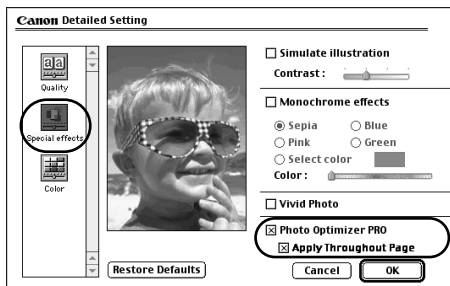 Canon Detailed Setting
Quality
Special effects
Color
Simulate illustration
Contrast :
Monochrome effects
Sepia Blue
Pink Green
Select color
Color :
Vivid Photo
Photo Optimizer PRO
Apply Throughout Page
Restore Defaults Cancel OK